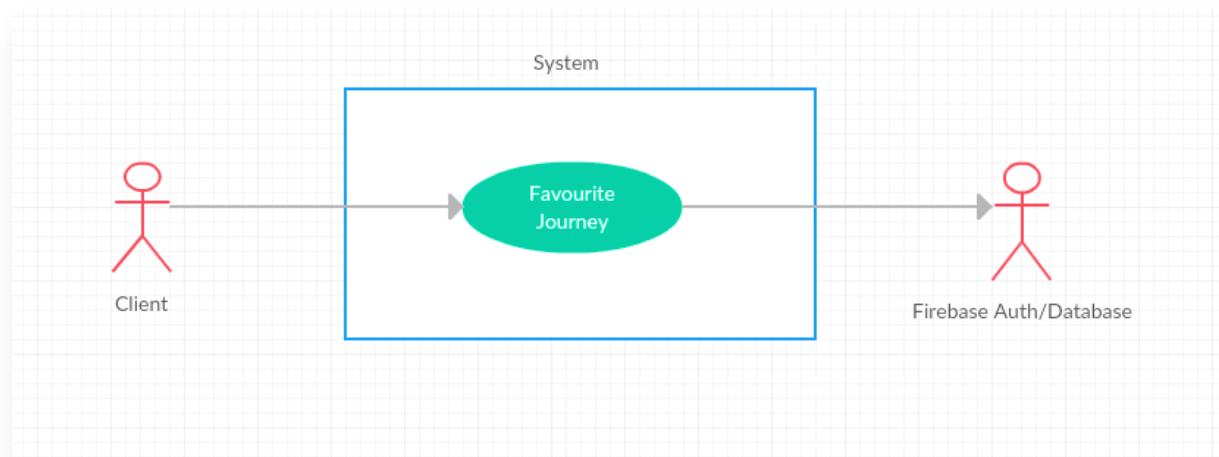 System
Favourite
Journey
Client
Firebase Auth/Database